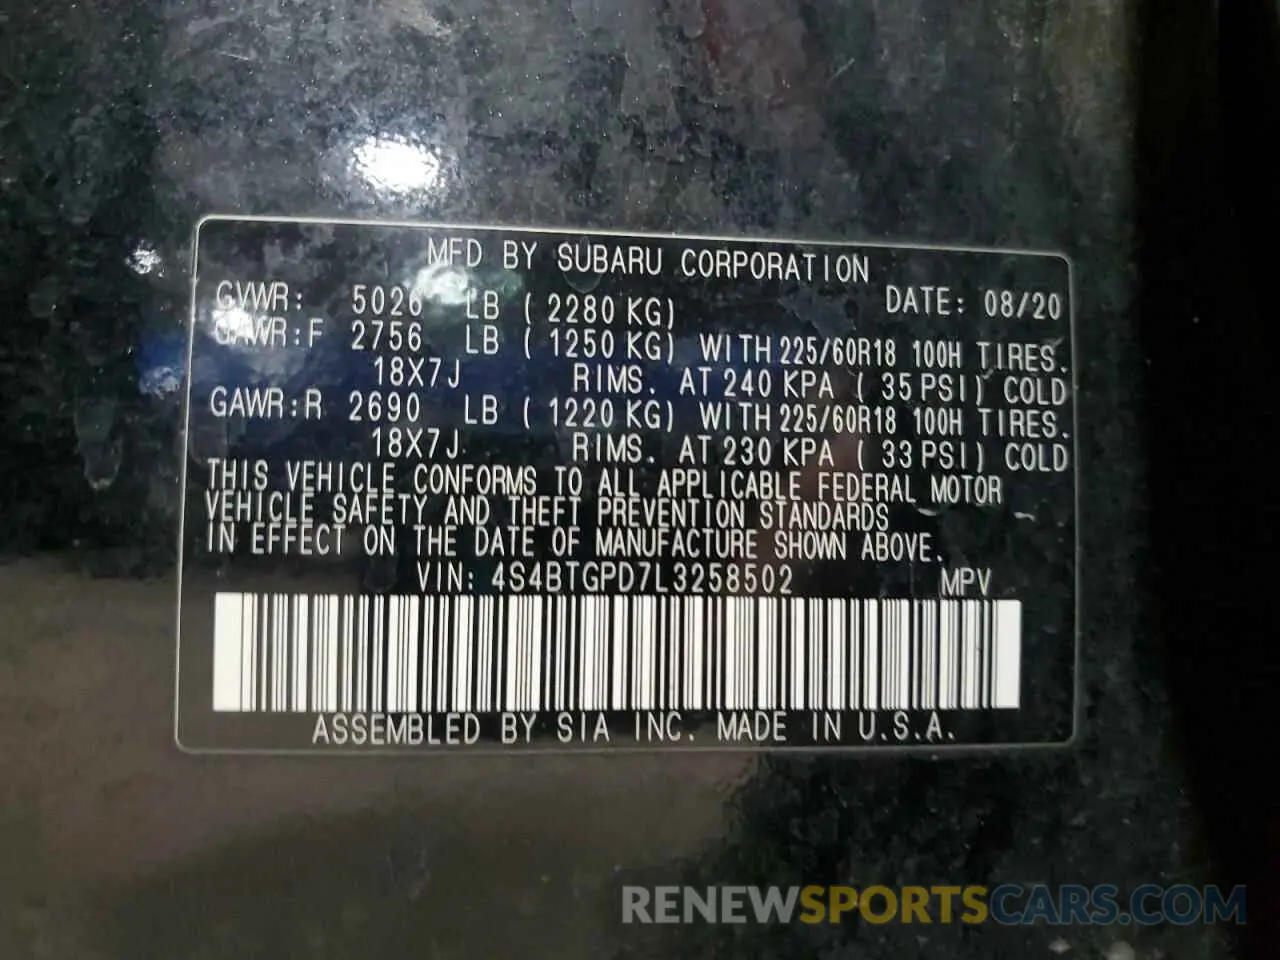 MFD BY SUBARU CORPORATION
GVWR: 5026 LB ( 2280 KG) DATE: 08/20
GAWR:F 2756 LB ( 1250 KG) WITH 225/60R18 100H TIRES.
18X7J RIMS. AT 240 KPA ( 35 PSI) COLD
GAWR:R 2690 LB ( 1220 KG) WITH 225/60R18 100H TIRES.
18X7J RIMS. AT 230 KPA ( 33 PSI) COLD
THIS VEHICLE CONFORMS TO ALL APPLICABLE FEDERAL MOTOR
VEHICLE SAFETY AND THEFT PREVENTION STANDARDS
IN EFFECT ON THE DATE OF MANUFACTURE SHOWN ABOVE.
VIN: 4S4BTGPD7L3258502 MPV
ASSEMBLED BY SIA INC. MADE IN U.S.A.
RENEWSPORTSCARS.COM